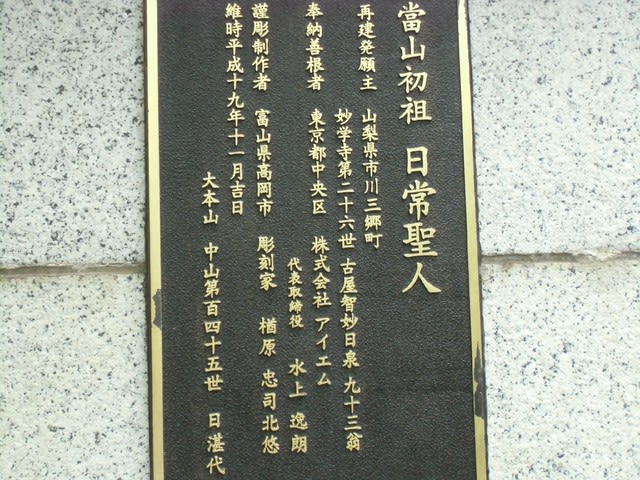 當山初祖 日常聖人
再建発願主 山梨県市川三郷町
妙学寺第二十六世 古屋智妙日泉 九十三翁
奉納善根者 東京都中央区 株式会社 アイエム
代表取締役 水上 逸朗
謹彫制作者 富山県高岡市 彫刻家 楢原 忠司北悠
維時平成十九年十一月吉日
大本山 中山第百四十五世 日湛代